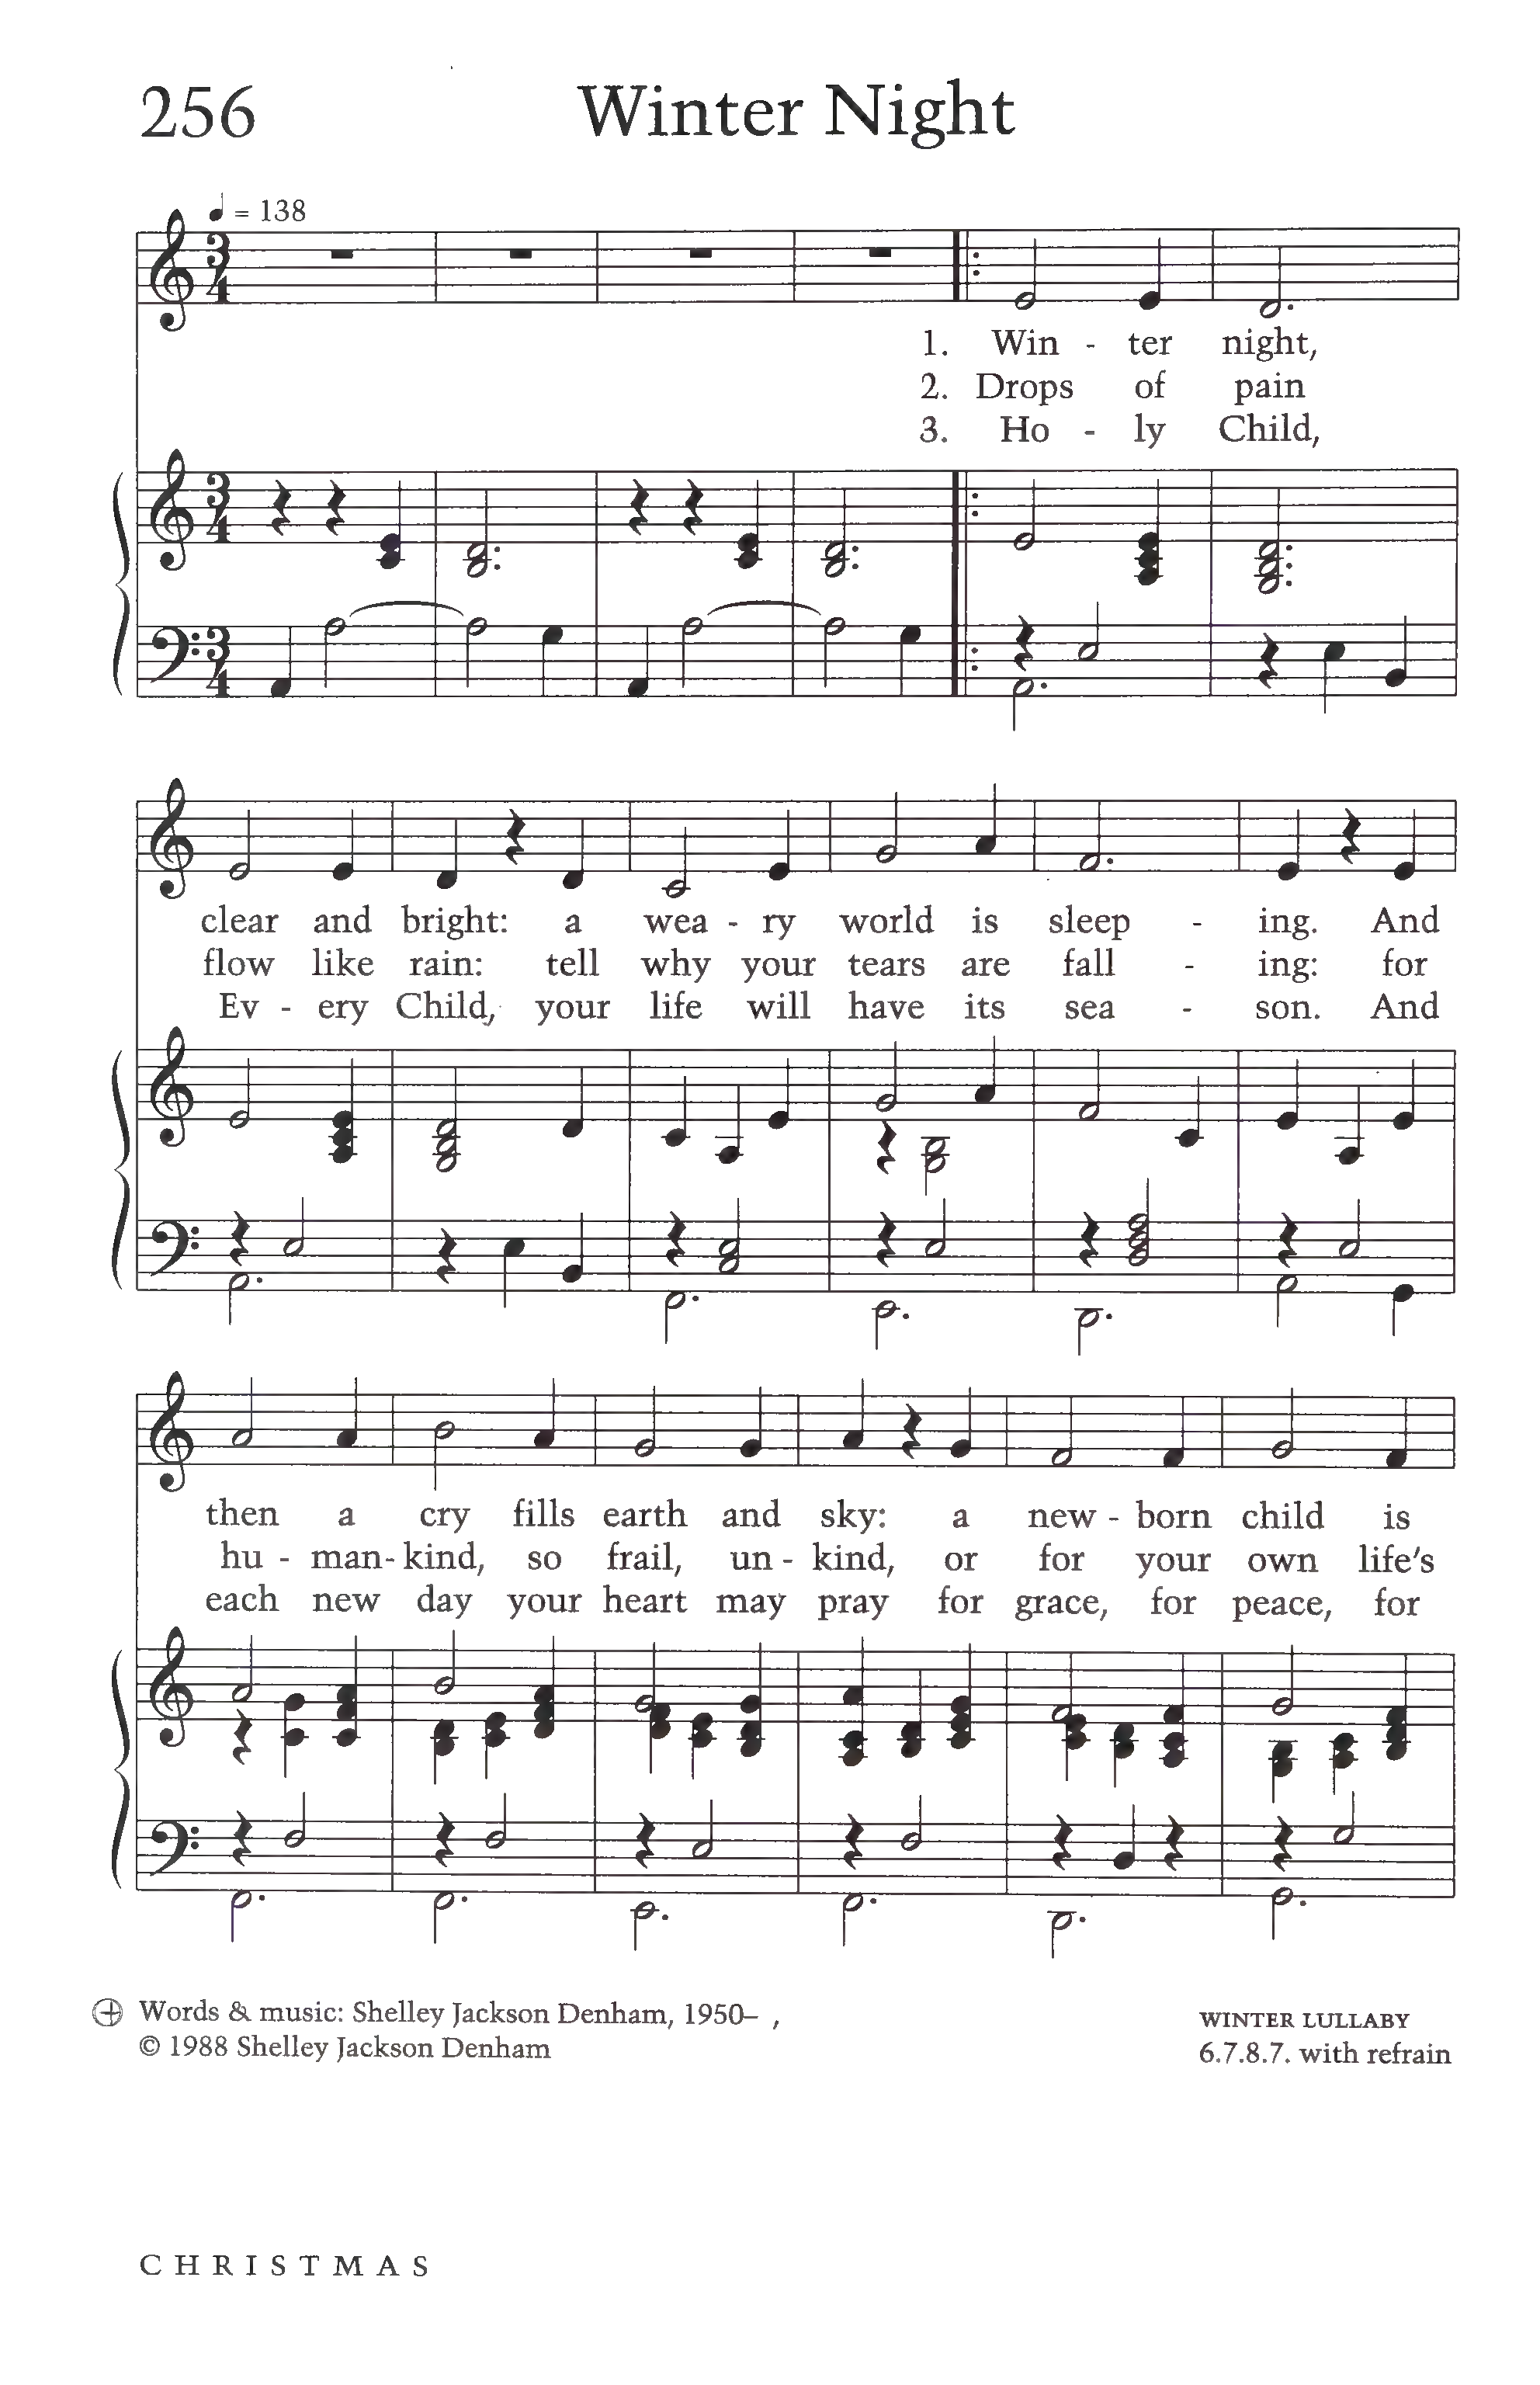 256 Winter Night
♩ = 138
3/4
1. Win - ter night,
2. Drops of pain
3. Ho - ly Child,
clear and bright: a wea - ry world is sleep - ing. And
flow like rain: tell why your tears are fall - ing: for
Ev - ery Child, your life will have its sea - son. And
then a cry fills earth and sky: a new - born child is
hu - man - kind, so frail, un - kind, or for your own life's
each new day your heart may pray for grace, for peace, for
Words & music: Shelley Jackson Denham, 1950– ,
© 1988 Shelley Jackson Denham
WINTER LULLABY
6.7.8.7. with refrain
CHRISTMAS